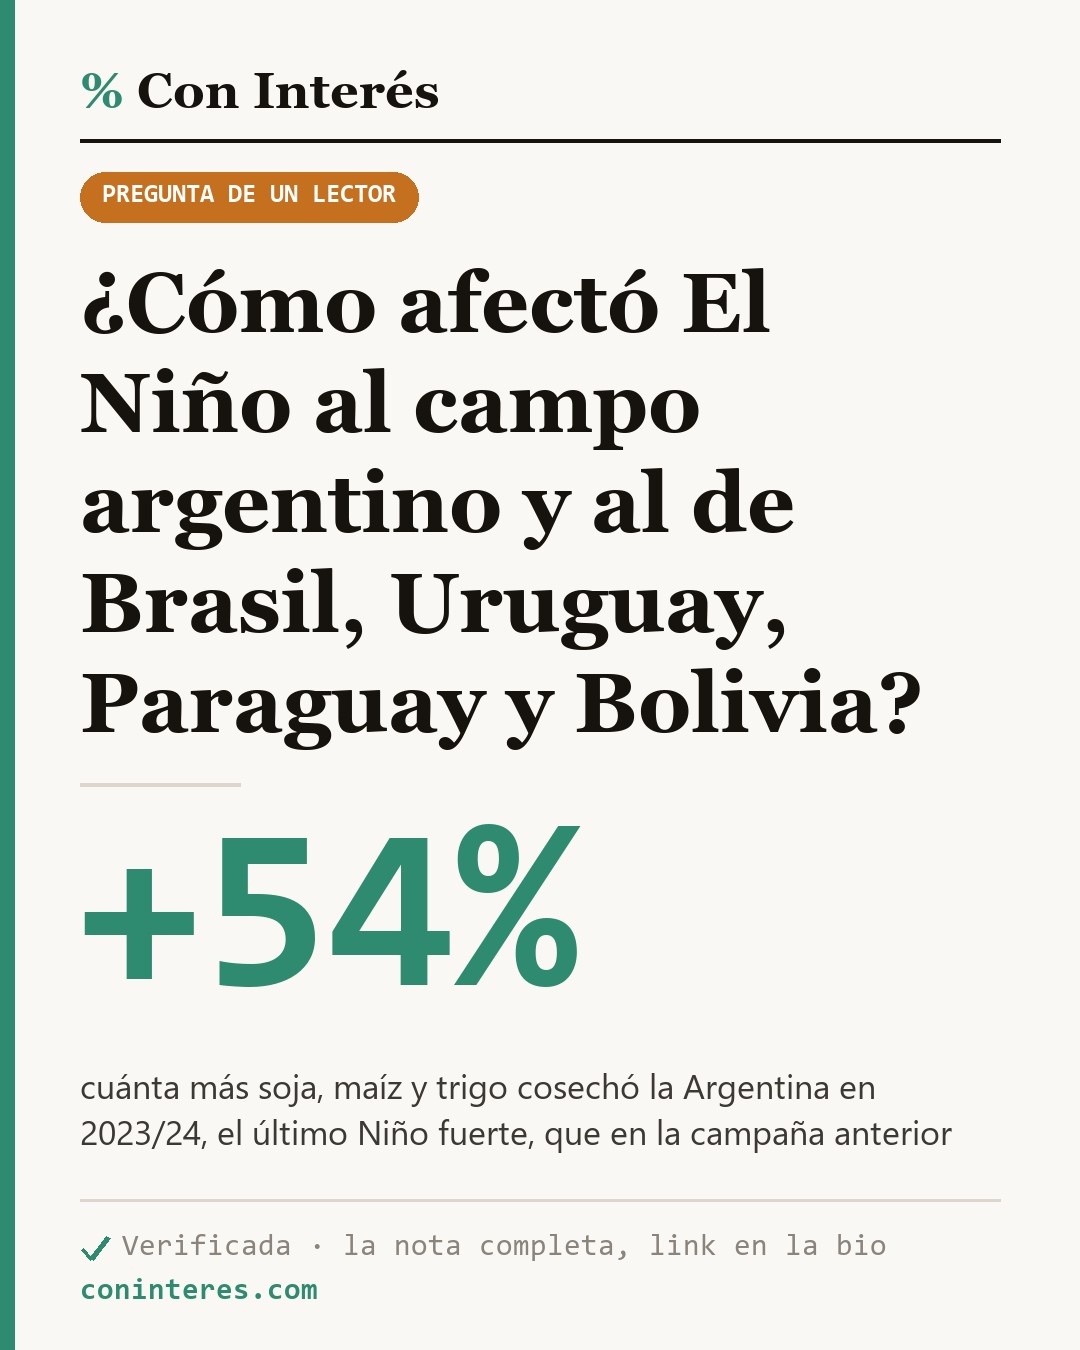 % Con Interés
PREGUNTA DE UN LECTOR
¿Cómo afectó El
Niño al campo
argentino y al de
Brasil, Uruguay,
Paraguay y Bolivia?
+54%
cuánta más soja, maíz y trigo cosechó la Argentina en
2023/24, el último Niño fuerte, que en la campaña anterior
✓ Verificada · la nota completa, link en la bio
coninteres.com